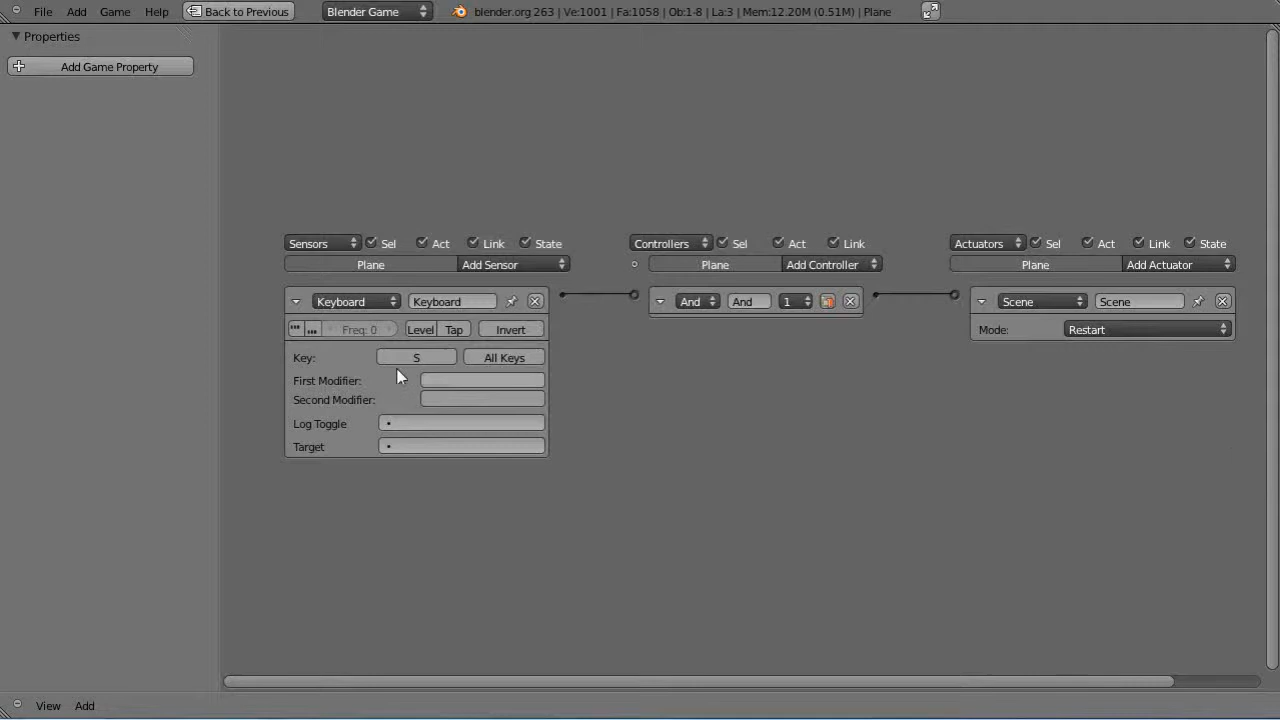 File Add Game Help Back to Previous Blender Game blender.org 263 | Ve:1001 | Fa:1058 | Ob:1-8 | La:3 | Mem:12.20M (0.51M) | Plane
Properties
Add Game Property
Sensors Sel Act Link State Controllers Sel Act Link Actuators Sel Act Link State
Plane Add Sensor Plane Add Controller Plane Add Actuator
Keyboard Keyboard And And 1 Scene Scene
Freq: 0 Level Tap Invert Mode: Restart
Key: S All Keys
First Modifier:
Second Modifier:
Log Toggle
Target
View Add